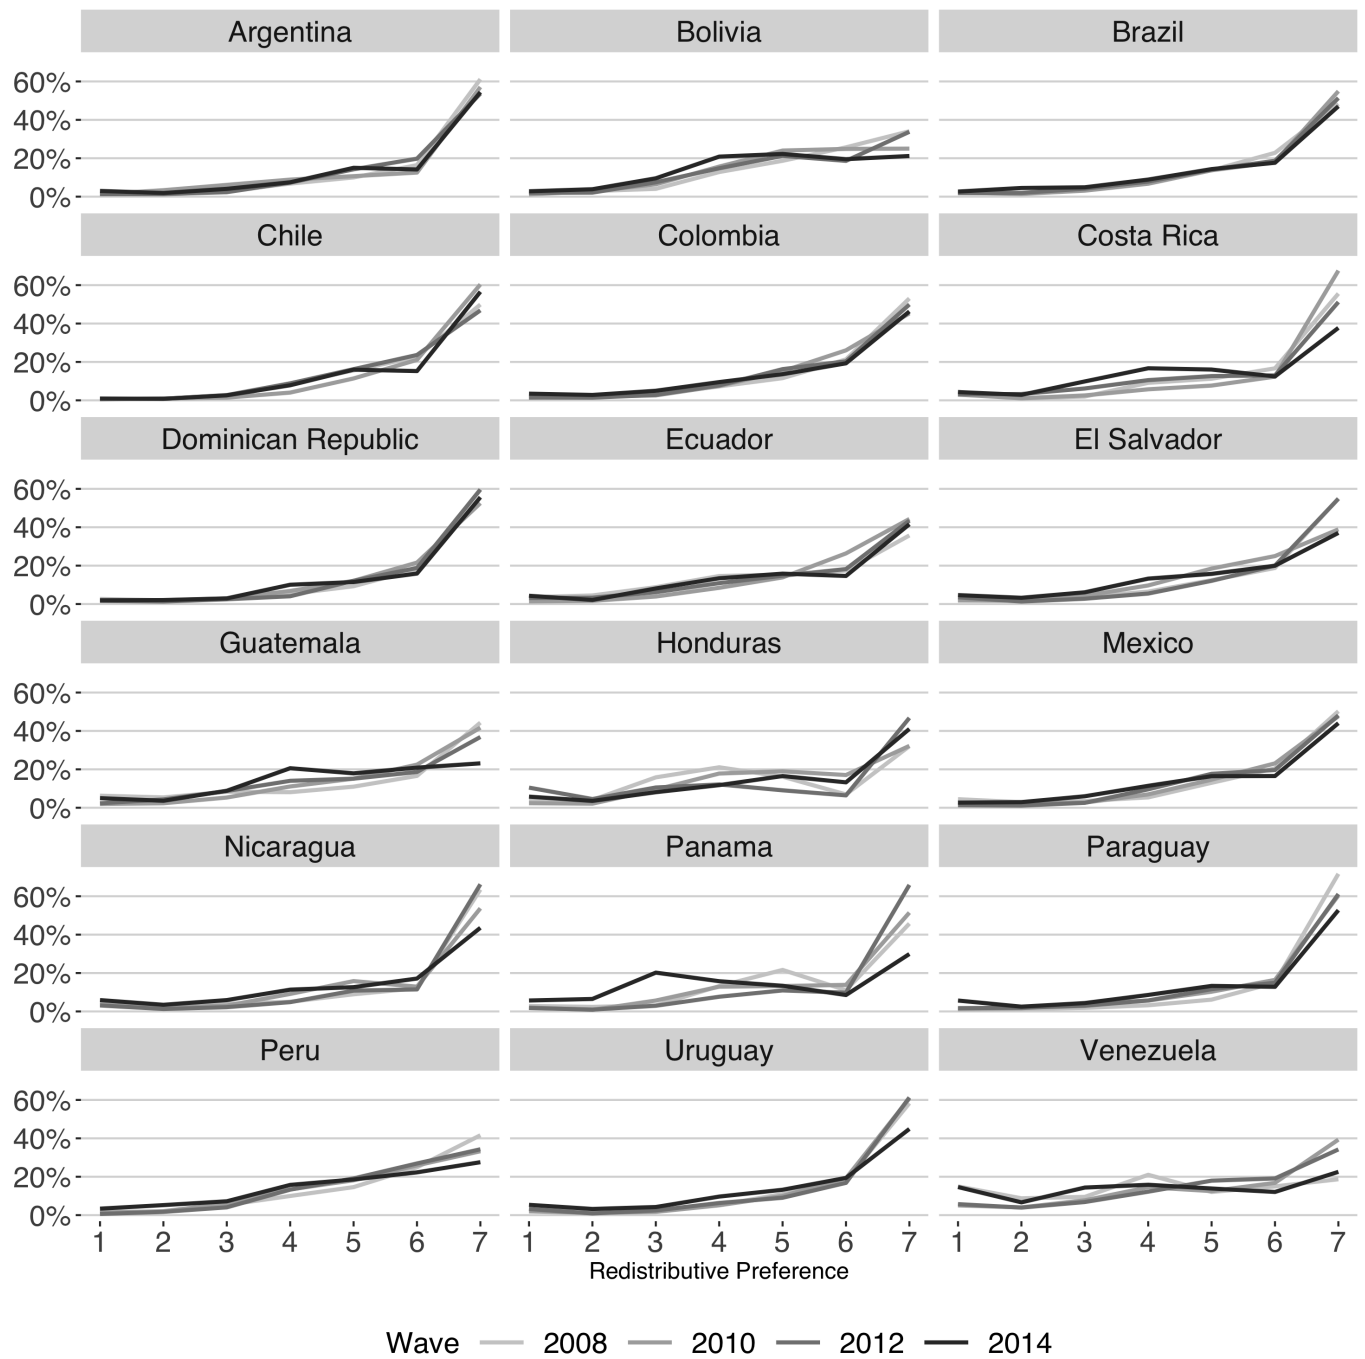 Argentina Bolivia Brazil
60%
40%
20%
0%
Chile Colombia Costa Rica
60%
40%
20%
0%
Dominican Republic Ecuador El Salvador
60%
40%
20%
0%
Guatemala Honduras Mexico
60%
40%
20%
0%
Nicaragua Panama Paraguay
60%
40%
20%
0%
Peru Uruguay Venezuela
60%
40%
20%
0%
1 2 3 4 5 6 7 1 2 3 4 5 6 7 1 2 3 4 5 6 7
Redistributive Preference
Wave 2008 2010 2012 2014